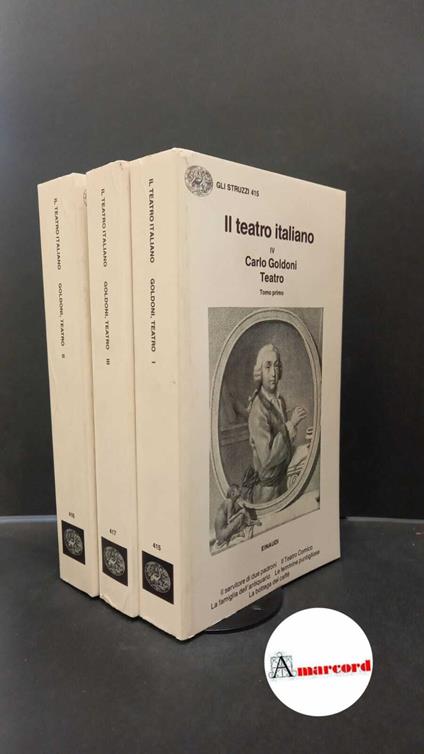 GLI STRUZZI 415
Il teatro italiano
IV
Carlo Goldoni
Teatro
Tomo primo
EINAUDI
Il servitore di due padroni Il Teatro Comico
La famiglia dell'antiquario Le femmine puntigliose
La bottega del caffè
IL TEATRO ITALIANO GOLDONI, TEATRO II
416
IL TEATRO ITALIANO GOLDONI, TEATRO III
417
IL TEATRO ITALIANO GOLDONI, TEATRO I
415
Amarcord